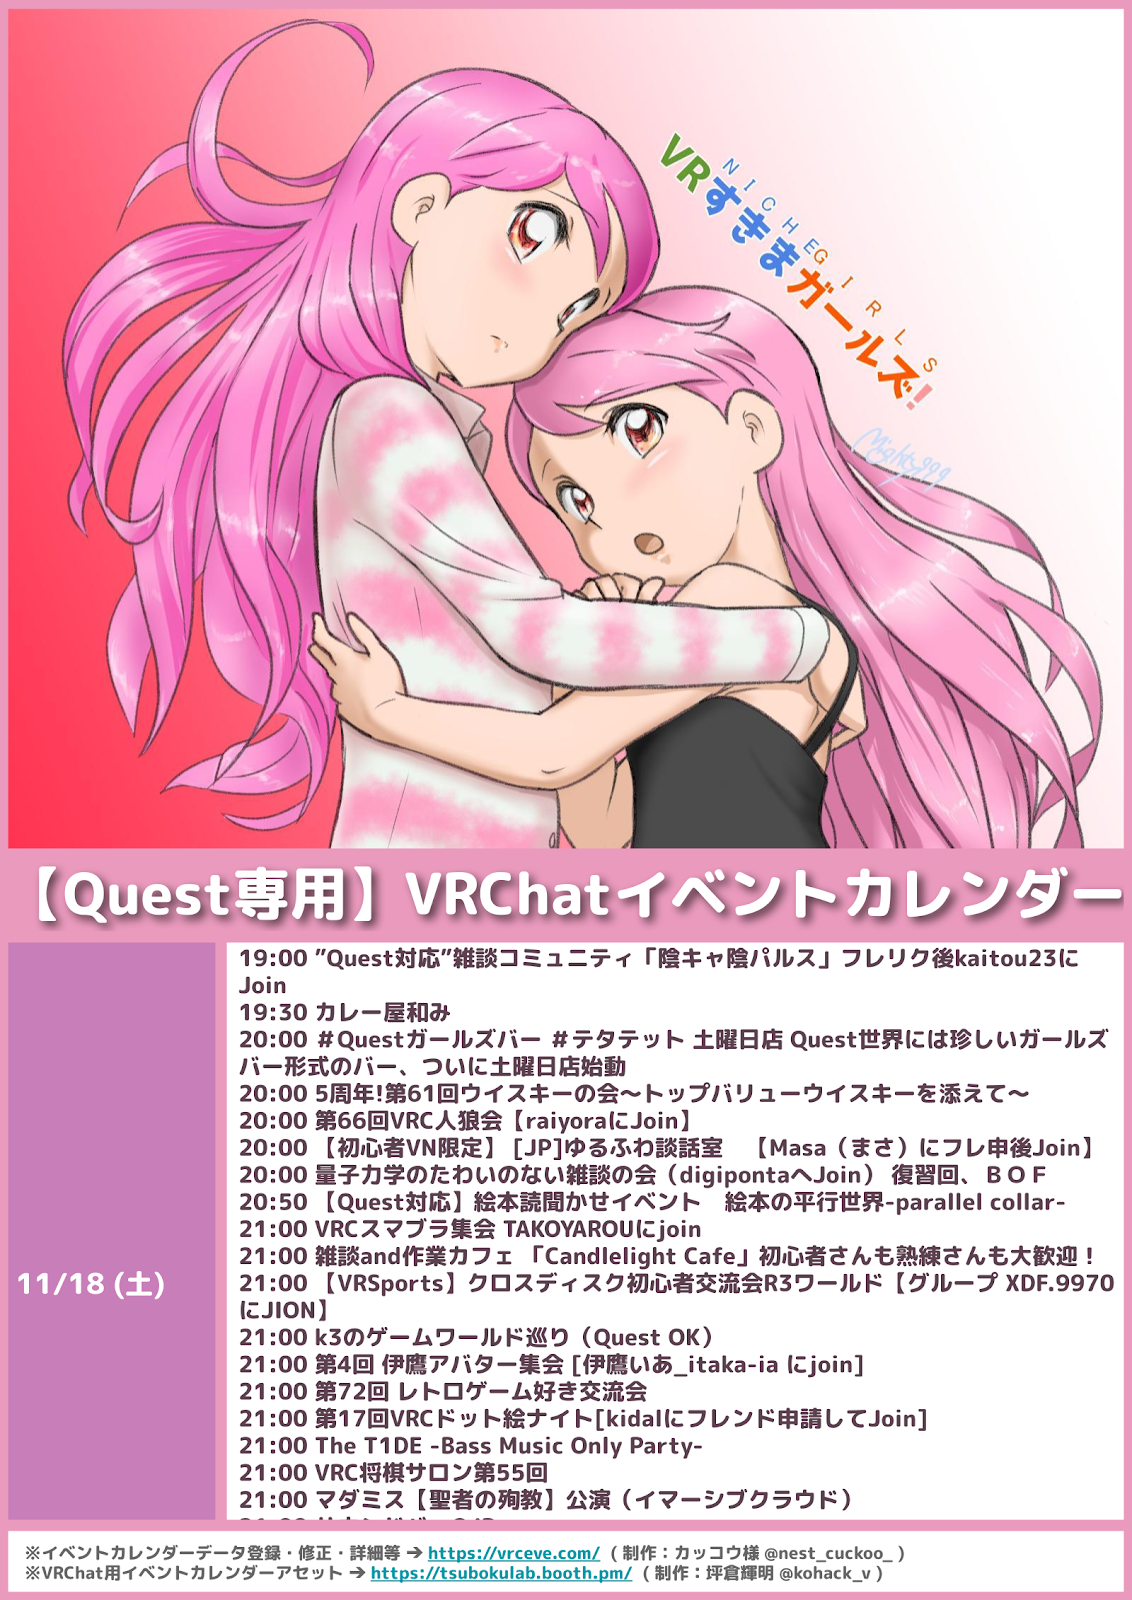 VRすきまガールズ!
NICHEGIRLS
Mighty999
【Quest専用】VRChatイベントカレンダー
11/18 (土)
19:00 ”Quest対応”雑談コミュニティ「陰キャ陰パルス」フレリク後kaitou23に
Join
19:30 カレー屋和み
20:00 ＃Questガールズバー ＃テタテット 土曜日店 Quest世界には珍しいガールズ
バー形式のバー、ついに土曜日店始動
20:00 5周年!第61回ウイスキーの会〜トップバリューウイスキーを添えて〜
20:00 第66回VRC人狼会【raiyoraにJoin】
20:00 【初心者VN限定】 [JP]ゆるふわ談話室　【Masa（まさ）にフレ申後Join】
20:00 量子力学のたわいのない雑談の会（digipontaへJoin） 復習回、ＢＯＦ
20:50 【Quest対応】絵本読聞かせイベント　絵本の平行世界-parallel collar-
21:00 VRCスマブラ集会 TAKOYAROUにjoin
21:00 雑談and作業カフェ 「Candlelight Cafe」初心者さんも熟練さんも大歓迎！
21:00 【VRSports】クロスディスク初心者交流会R3ワールド【グループ XDF.9970
にJION】
21:00 k3のゲームワールド巡り（Quest OK）
21:00 第4回 伊鷹アバター集会 [伊鷹いあ_itaka-ia にjoin]
21:00 第72回 レトロゲーム好き交流会
21:00 第17回VRCドット絵ナイト[kidalにフレンド申請してJoin]
21:00 The T1DE -Bass Music Only Party-
21:00 VRC将棋サロン第55回
21:00 マダミス【聖者の殉教】公演（イマーシブクラウド）
※イベントカレンダーデータ登録・修正・詳細等 ➔ https://vrceve.com/ ( 制作：カッコウ様 @nest_cuckoo_ )
※VRChat用イベントカレンダーアセット ➔ https://tsubokulab.booth.pm/ ( 制作：坪倉輝明 @kohack_v )